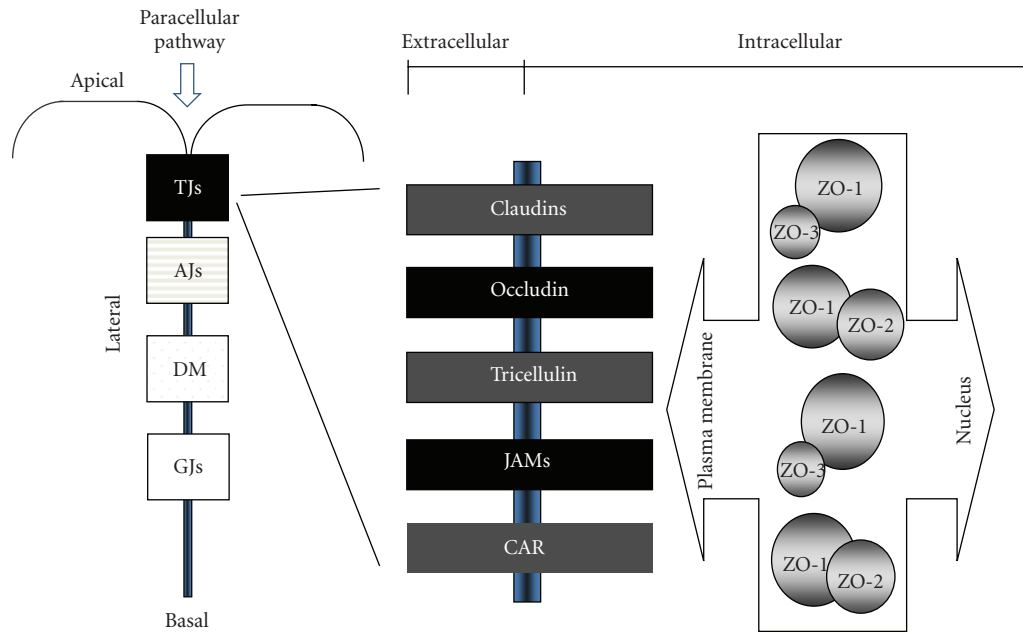 Paracellular
pathway
Apical
TJs
AJs
DM
GJs
Lateral
Basal
Extracellular
Intracellular
Claudins
Occludin
Tricellulin
JAMs
CAR
Plasma membrane
ZO-1
ZO-3
ZO-1
ZO-2
ZO-1
ZO-3
ZO-1
ZO-2
Nucleus